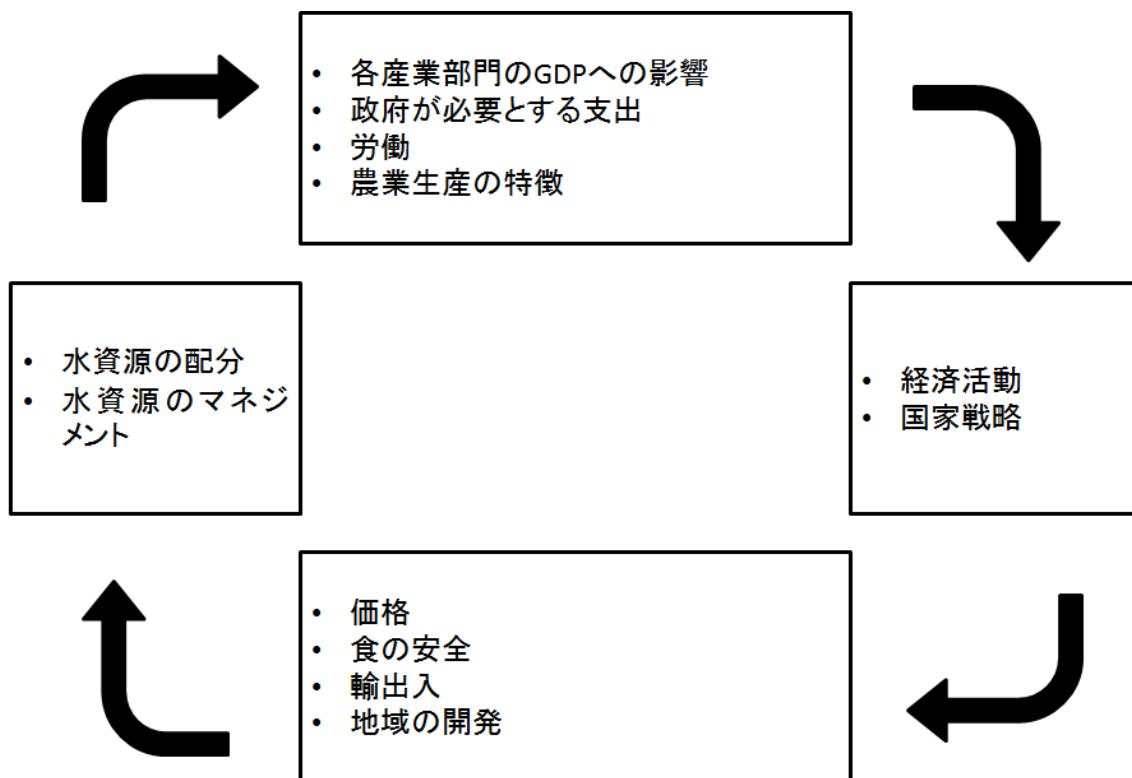 • 各産業部門のGDPへの影響
• 政府が必要とする支出
• 労働
• 農業生産の特徴
• 水資源の配分
• 水資源のマネジ
メント
• 経済活動
• 国家戦略
• 価格
• 食の安全
• 輸出入
• 地域の開発